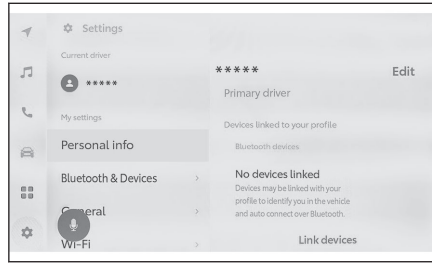 Settings
Current driver
*****
My settings
Personal info
Bluetooth & Devices
General
Wi-Fi
*****
Edit
Primary driver
Devices linked to your profile
Bluetooth devices
No devices linked
Devices may be linked with your
profile to identify you in the vehicle
and auto connect over Bluetooth.
Link devices